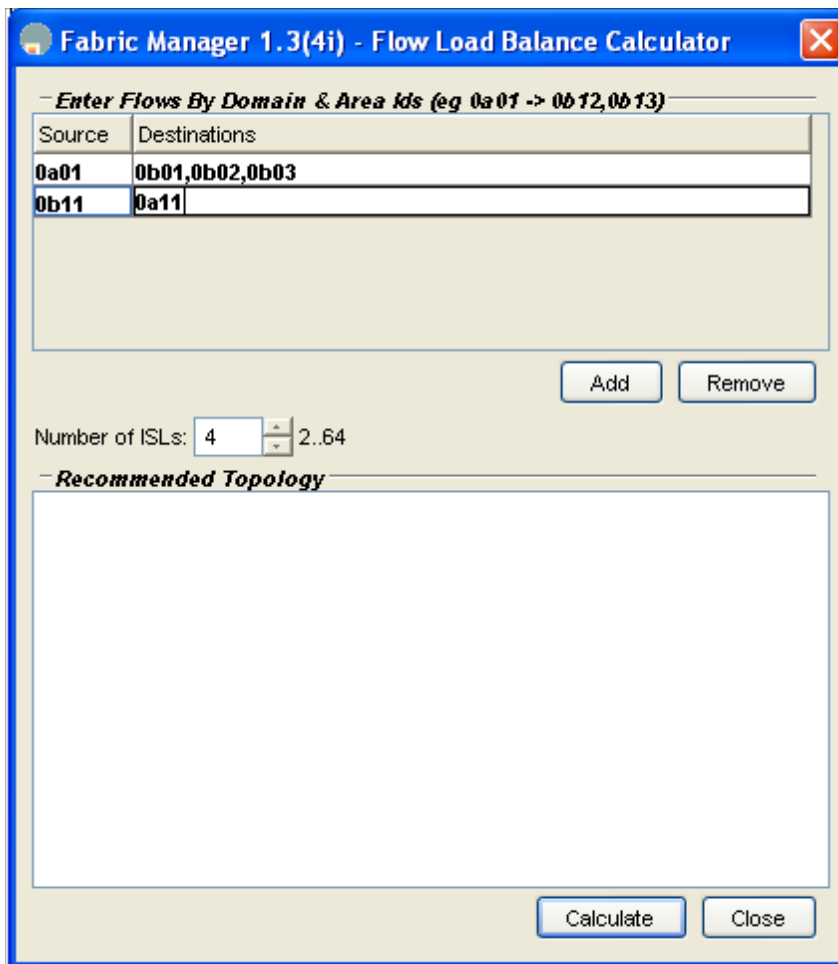 Fabric Manager 1.3(4i) - Flow Load Balance Calculator
Enter Flows By Domain & Area Ids (eg 0a01 -> 0b12,0b13)
Source Destinations
0a01 0b01,0b02,0b03
0b11 0a11
Add Remove
Number of ISLs: 4 2..64
Recommended Topology
Calculate Close